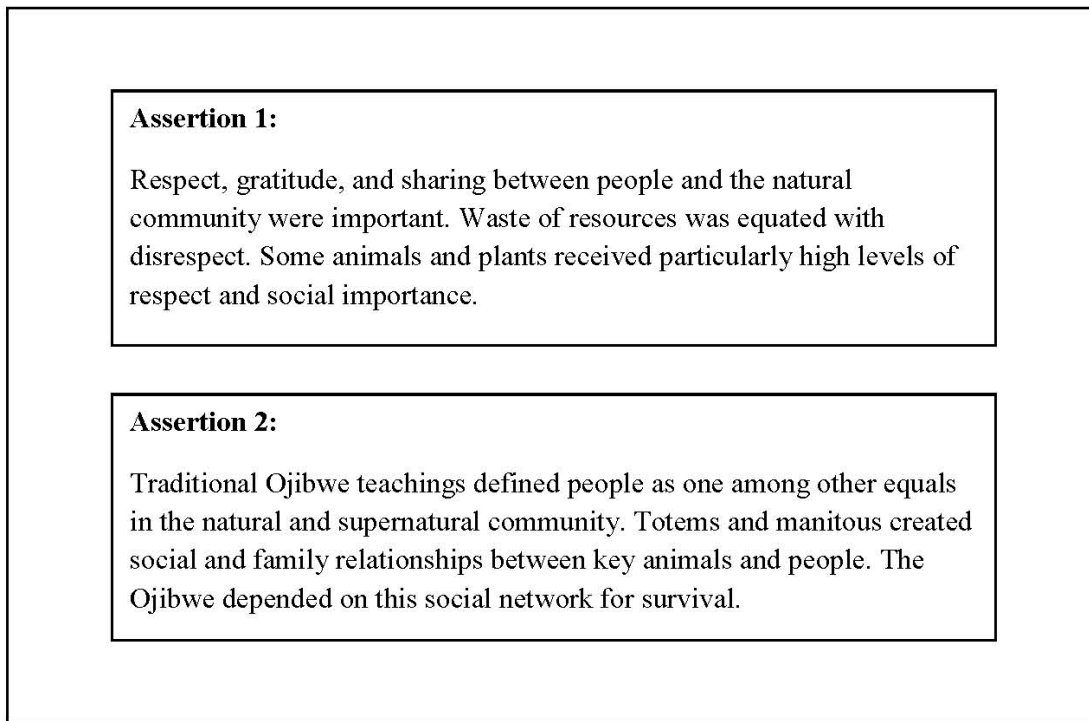 Assertion 1:
Respect, gratitude, and sharing between people and the natural
community were important. Waste of resources was equated with
disrespect. Some animals and plants received particularly high levels of
respect and social importance.
Assertion 2:
Traditional Ojibwe teachings defined people as one among other equals
in the natural and supernatural community. Totems and manitous created
social and family relationships between key animals and people. The
Ojibwe depended on this social network for survival.